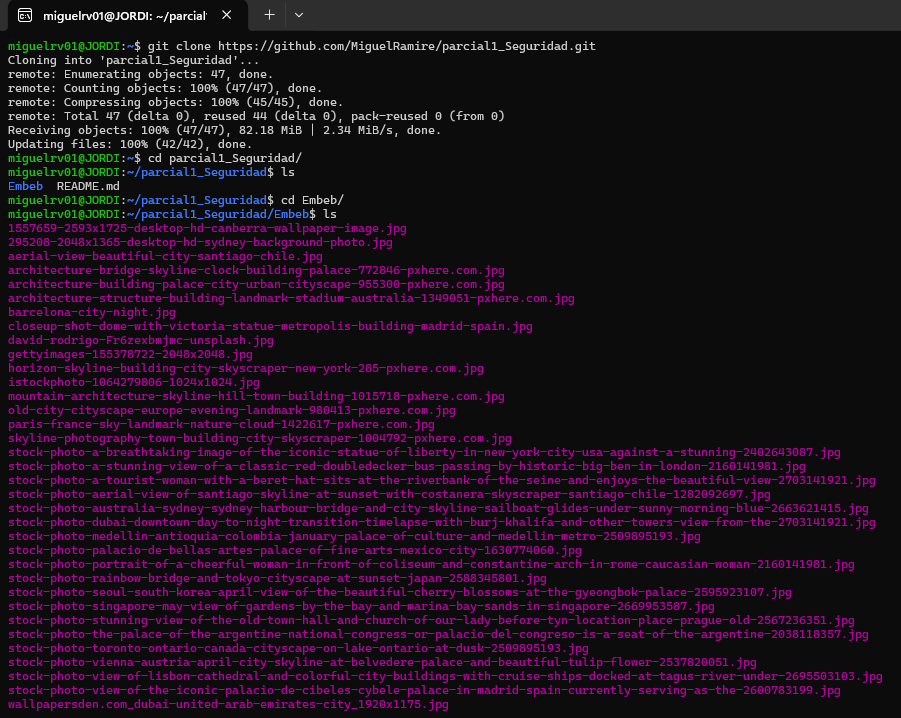 miguelrv01@JORDI: ~/parcial
miguelrv01@JORDI:~$ git clone https://github.com/MiguelRamire/parcial1_Seguridad.git
Cloning into 'parcial1_Seguridad'...
remote: Enumerating objects: 47, done.
remote: Counting objects: 100% (47/47), done.
remote: Compressing objects: 100% (45/45), done.
remote: Total 47 (delta 0), reused 44 (delta 0), pack-reused 0 (from 0)
Receiving objects: 100% (47/47), 82.18 MiB | 2.34 MiB/s, done.
Updating files: 100% (42/42), done.
miguelrv01@JORDI:~$ cd parcial1_Seguridad/
miguelrv01@JORDI:~/parcial1_Seguridad$ ls
Embeb  README.md
miguelrv01@JORDI:~/parcial1_Seguridad$ cd Embeb/
miguelrv01@JORDI:~/parcial1_Seguridad/Embeb$ ls
1557659-2593x1725-desktop-hd-canberra-wallpaper-image.jpg
295208-2048x1365-desktop-hd-sydney-background-photo.jpg
aerial-view-beautiful-city-santiago-chile.jpg
architecture-bridge-skyline-clock-building-palace-772846-pxhere.com.jpg
architecture-building-palace-city-urban-cityscape-955300-pxhere.com.jpg
architecture-structure-building-landmark-stadium-australia-1349051-pxhere.com.jpg
barcelona-city-night.jpg
closeup-shot-dome-with-victoria-statue-metropolis-building-madrid-spain.jpg
david-rodrigo-Fr6zexbmjmc-unsplash.jpg
gettyimages-155378722-2048x2048.jpg
horizon-skyline-building-city-skyscraper-new-york-285-pxhere.com.jpg
istockphoto-1064279806-1024x1024.jpg
mountain-architecture-skyline-hill-town-building-1015718-pxhere.com.jpg
old-city-cityscape-europe-evening-landmark-980413-pxhere.com.jpg
paris-france-sky-landmark-nature-cloud-1422617-pxhere.com.jpg
skyline-photography-town-building-city-skyscraper-1004792-pxhere.com.jpg
stock-photo-a-breathtaking-image-of-the-iconic-statue-of-liberty-in-new-york-city-usa-against-a-stunning-2402643087.jpg
stock-photo-a-stunning-view-of-a-classic-red-doubledecker-bus-passing-by-historic-big-ben-in-london-2160141981.jpg
stock-photo-a-tourist-woman-with-a-beret-hat-sits-at-the-riverbank-of-the-seine-and-enjoys-the-beautiful-view-2703141921.jpg
stock-photo-aerial-view-of-santiago-skyline-at-sunset-with-costanera-skyscraper-santiago-chile-1282092697.jpg
stock-photo-australia-sydney-sydney-harbour-bridge-and-city-skyline-sailboat-glides-under-sunny-morning-blue-2663621415.jpg
stock-photo-dubai-downtown-day-to-night-transition-timelapse-with-burj-khalifa-and-other-towers-view-from-the-2703141921.jpg
stock-photo-medellin-antioquia-colombia-january-palace-of-culture-and-medellin-metro-2509895193.jpg
stock-photo-palacio-de-bellas-artes-palace-of-fine-arts-mexico-city-1630774060.jpg
stock-photo-portrait-of-a-cheerful-woman-in-front-of-coliseum-and-constantine-arch-in-rome-caucasian-woman-2160141981.jpg
stock-photo-rainbow-bridge-and-tokyo-cityscape-at-sunset-japan-2588345801.jpg
stock-photo-seoul-south-korea-april-view-of-the-beautiful-cherry-blossoms-at-the-gyeongbok-palace-2595923107.jpg
stock-photo-singapore-may-view-of-gardens-by-the-bay-and-marina-bay-sands-in-singapore-2669953587.jpg
stock-photo-stunning-view-of-the-old-town-hall-and-church-of-our-lady-before-tyn-location-place-prague-old-2567236351.jpg
stock-photo-the-palace-of-the-argentine-national-congress-or-palacio-del-congreso-is-a-seat-of-the-argentine-2038118357.jpg
stock-photo-toronto-ontario-canada-cityscape-on-lake-ontario-at-dusk-2509895193.jpg
stock-photo-vienna-austria-april-city-skyline-at-belvedere-palace-and-beautiful-tulip-flower-2537820051.jpg
stock-photo-view-of-lisbon-cathedral-and-colorful-city-buildings-with-cruise-ships-docked-at-tagus-river-under-2695503103.jpg
stock-photo-view-of-the-iconic-palacio-de-cibeles-cybele-palace-in-madrid-spain-currently-serving-as-the-2600783199.jpg
wallpapersden.com_dubai-united-arab-emirates-city_1920x1175.jpg